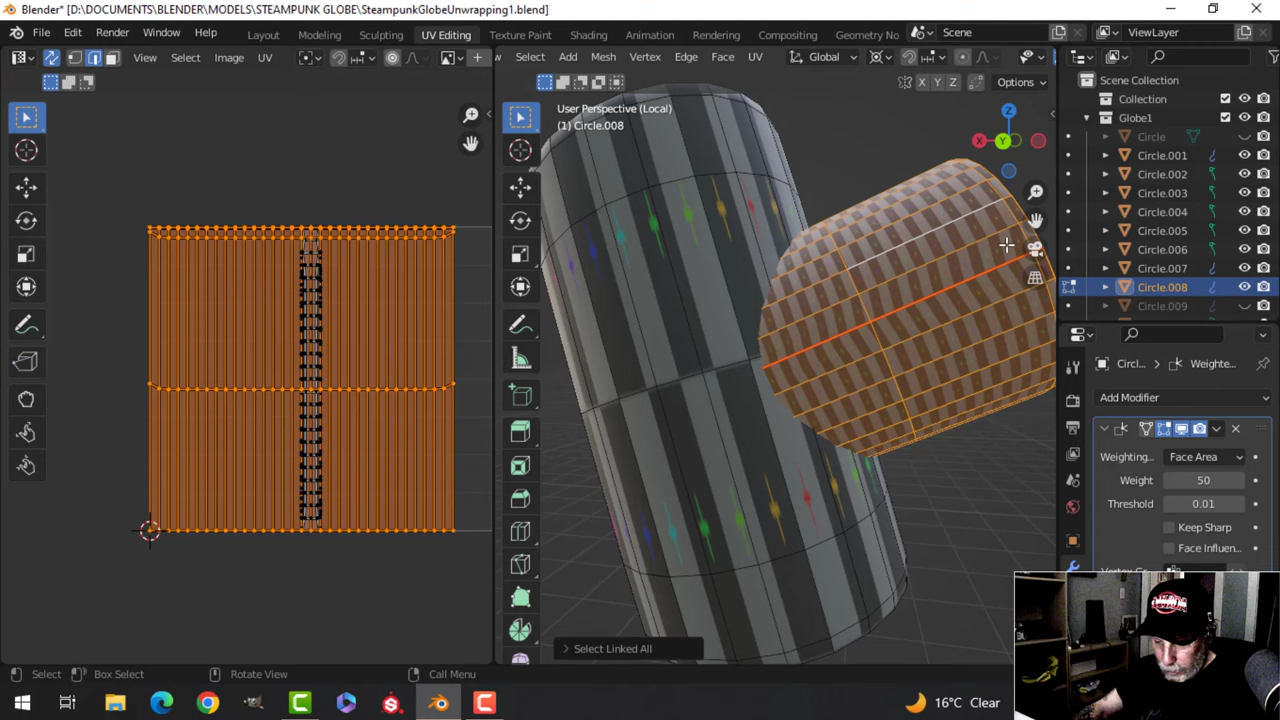 Blender* [D:\DOCUMENTS\BLENDER\MODELS\STEAMPUNK GLOBE\SteampunkGlobeUnwrapping1.blend]
File Edit Render Window Help Layout Modeling Sculpting UV Editing Texture Paint Shading Animation Rendering Compositing Geometry No Scene ViewLayer
View Select Image UV Select Add Mesh Vertex Edge Face UV Global
X Y Z Options
User Perspective (Local)
(1) Circle.008
Z
X Y
Scene Collection
Collection
Globe1
Circle
Circle.001
Circle.002
Circle.003
Circle.004
Circle.005
Circle.006
Circle.007
Circle.008
Circle.009
Circl... Weighte...
Add Modifier
Weighting... Face Area
Weight 50
Threshold 0.01
Keep Sharp
Face Influen...
Select Linked All
Select Box Select Rotate View Call Menu
16°C Clear